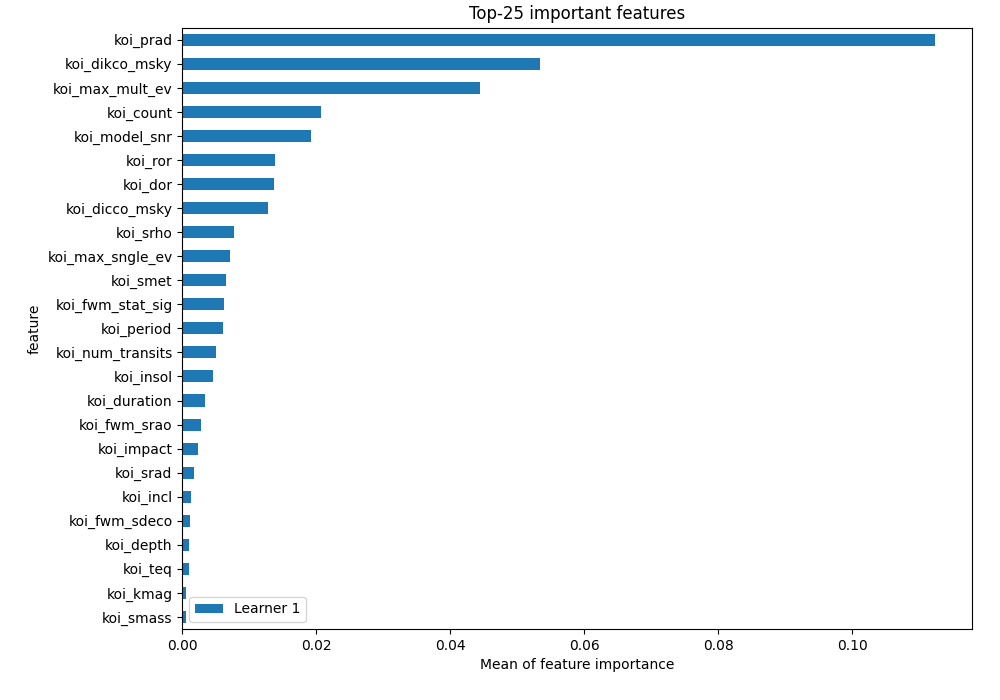 Top-25 important features
koi_prad
koi_dikco_msky
koi_max_mult_ev
koi_count
koi_model_snr
koi_ror
koi_dor
koi_dicco_msky
koi_srho
koi_max_sngle_ev
koi_smet
koi_fwm_stat_sig
koi_period
koi_num_transits
koi_insol
koi_duration
koi_fwm_srao
koi_impact
koi_srad
koi_incl
koi_fwm_sdeco
koi_depth
koi_teq
koi_kmag
koi_smass
feature
Learner 1
0.00 0.02 0.04 0.06 0.08 0.10
Mean of feature importance